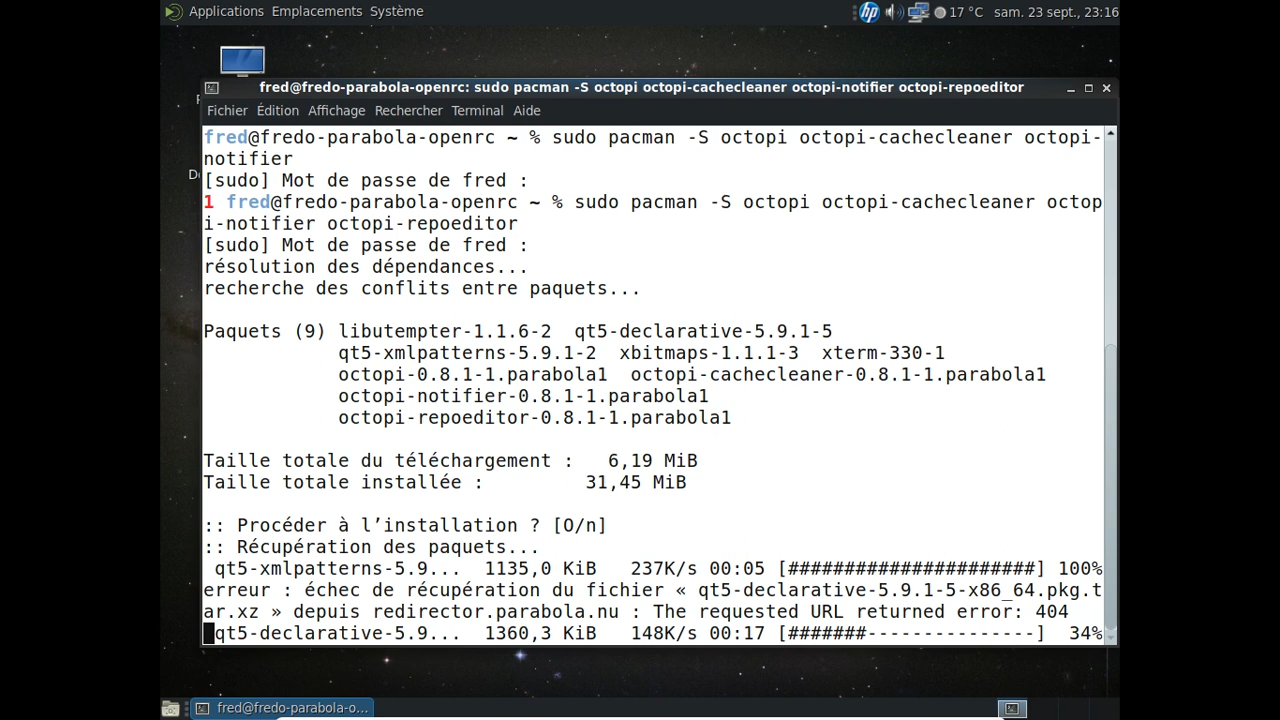 Applications Emplacements Système
hp
17 °C sam. 23 sept., 23:16
fred@fredo-parabola-openrc: sudo pacman -S octopi octopi-cachecleaner octopi-notifier octopi-repoeditor
Fichier Édition Affichage Rechercher Terminal Aide
fred@fredo-parabola-openrc ~ % sudo pacman -S octopi octopi-cachecleaner octopi-
notifier
[sudo] Mot de passe de fred :
1 fred@fredo-parabola-openrc ~ % sudo pacman -S octopi octopi-cachecleaner octop
i-notifier octopi-repoeditor
[sudo] Mot de passe de fred :
résolution des dépendances...
recherche des conflits entre paquets...
Paquets (9) libutempter-1.1.6-2 qt5-declarative-5.9.1-5
qt5-xmlpatterns-5.9.1-2 xbitmaps-1.1.1-3 xterm-330-1
octopi-0.8.1-1.parabola1 octopi-cachecleaner-0.8.1-1.parabola1
octopi-notifier-0.8.1-1.parabola1
octopi-repoeditor-0.8.1-1.parabola1
Taille totale du téléchargement : 6,19 MiB
Taille totale installée : 31,45 MiB
:: Procéder à l’installation ? [O/n]
:: Récupération des paquets...
qt5-xmlpatterns-5.9... 1135,0 KiB 237K/s 00:05 [######################] 100%
erreur : échec de récupération du fichier « qt5-declarative-5.9.1-5-x86_64.pkg.t
ar.xz » depuis redirector.parabola.nu : The requested URL returned error: 404
qt5-declarative-5.9... 1360,3 KiB 148K/s 00:17 [#######---------------] 34%
fred@fredo-parabola-o...